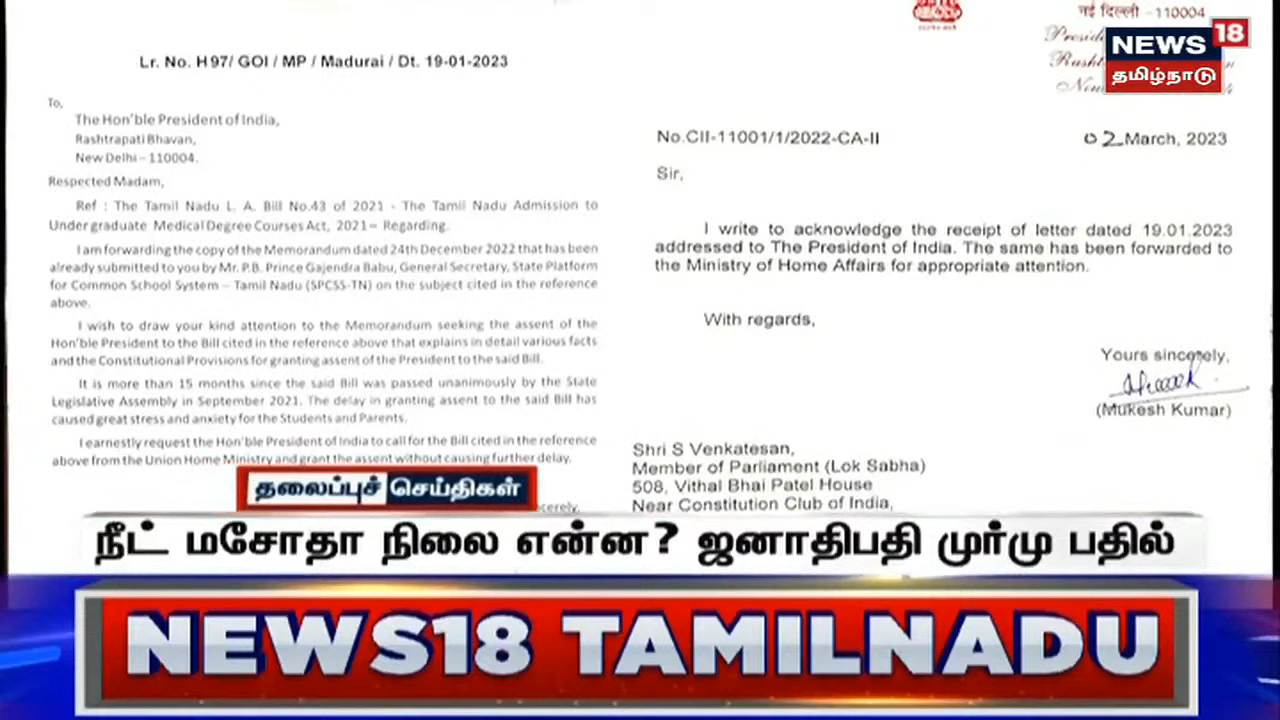 Lr. No. H97/ GOI / MP / Madurai / Dt. 19-01-2023
To,
The Hon'ble President of India,
Rashtrapati Bhavan,
New Delhi – 110004.
Respected Madam,
Ref : The Tamil Nadu L. A. Bill No.43 of 2021 - The Tamil Nadu Admission to
Under graduate Medical Degree Courses Act, 2021 – Regarding.
I am forwarding the copy of the Memorandum dated 24th December 2022 that has been
already submitted to you by Mr. P.B. Prince Gajendra Babu, General Secretary, State Platform
for Common School System – Tamil Nadu (SPCSS-TN) on the subject cited in the reference
above.
I wish to draw your kind attention to the Memorandum seeking the assent of the
Hon'ble President to the Bill cited in the reference above that explains in detail various facts
and the Constitutional Provisions for granting assent of the President to the said Bill.
It is more than 15 months since the said Bill was passed unanimously by the State
Legislative Assembly in September 2021. The delay in granting assent to the said Bill has
caused great stress and anxiety for the Students and Parents.
I earnestly request the Hon'ble President of India to call for the Bill cited in the reference
above from the Union Home Ministry and grant the assent without causing further delay.
नई दिल्ली -110004
NEWS 18
தமிழ்நாடு
No.CII-11001/1/2022-CA-II
02 March, 2023
Sir,
I write to acknowledge the receipt of letter dated 19.01.2023
addressed to The President of India. The same has been forwarded to
the Ministry of Home Affairs for appropriate attention.
With regards,
Yours sincerely,
(Mukesh Kumar)
Shri S Venkatesan,
Member of Parliament (Lok Sabha)
508, Vithal Bhai Patel House
Near Constitution Club of India,
தலைப்புச் செய்திகள்
நீட் மசோதா நிலை என்ன? ஜனாதிபதி முர்மு பதில்
NEWS18 TAMILNADU